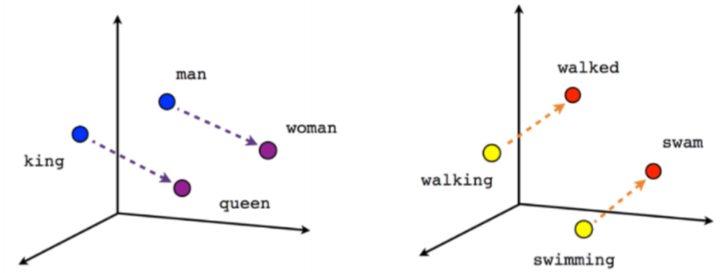 man
woman
king
queen
walked
swam
walking
swimming